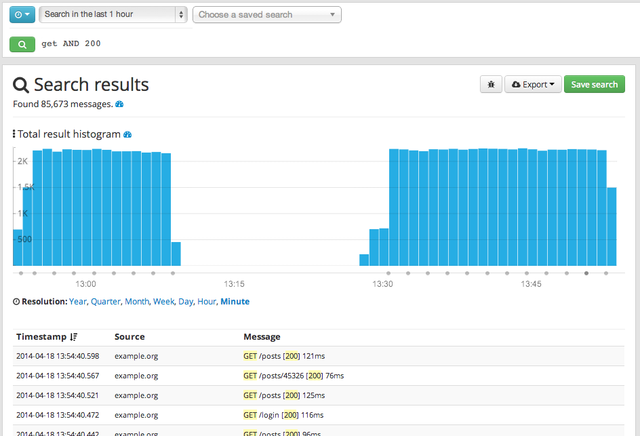 Search in the last 1 hour
Choose a saved search
get AND 200
Search results
Export
Save search
Found 85,673 messages.
Total result histogram
2K
1.5K
1K
500
13:00 13:15 13:30 13:45
Resolution: Year, Quarter, Month, Week, Day, Hour, Minute
Timestamp Source Message
2014-04-18 13:54:40.598 example.org GET /posts [200] 121ms
2014-04-18 13:54:40.567 example.org GET /posts/45326 [200] 76ms
2014-04-18 13:54:40.521 example.org GET /posts [200] 125ms
2014-04-18 13:54:40.472 example.org GET /login [200] 116ms
2014-04-18 13:54:40.442 example.org GET /posts [200] 96ms